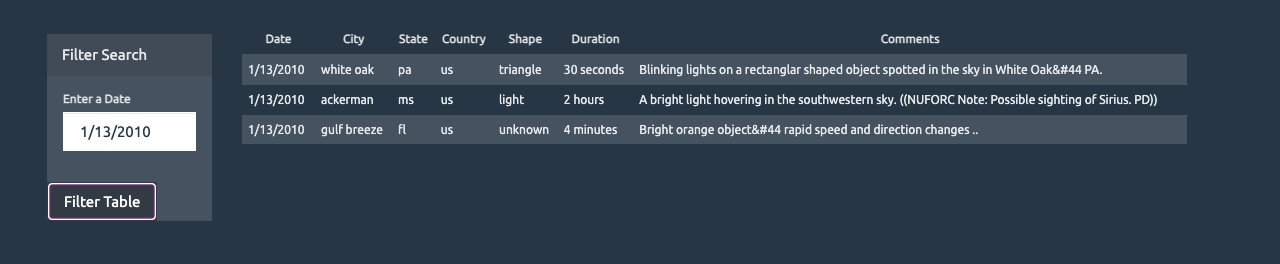 Filter Search
Enter a Date
1/13/2010
Filter Table
Date City State Country Shape Duration Comments
1/13/2010 white oak pa us triangle 30 seconds Blinking lights on a rectanglar shaped object spotted in the sky in White Oak&#44 PA.
1/13/2010 ackerman ms us light 2 hours A bright light hovering in the southwestern sky. ((NUFORC Note: Possible sighting of Sirius. PD))
1/13/2010 gulf breeze fl us unknown 4 minutes Bright orange object&#44 rapid speed and direction changes ..